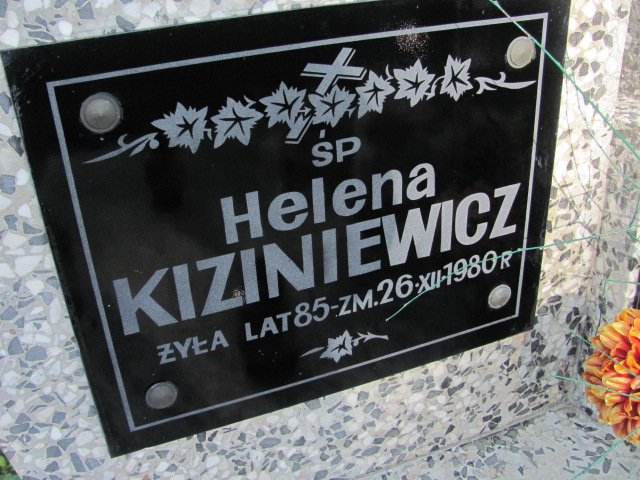 ŚP
Helena
KIZINIEWICZ
ŻYŁA LAT 85-ZM. 26·XII·1980 R